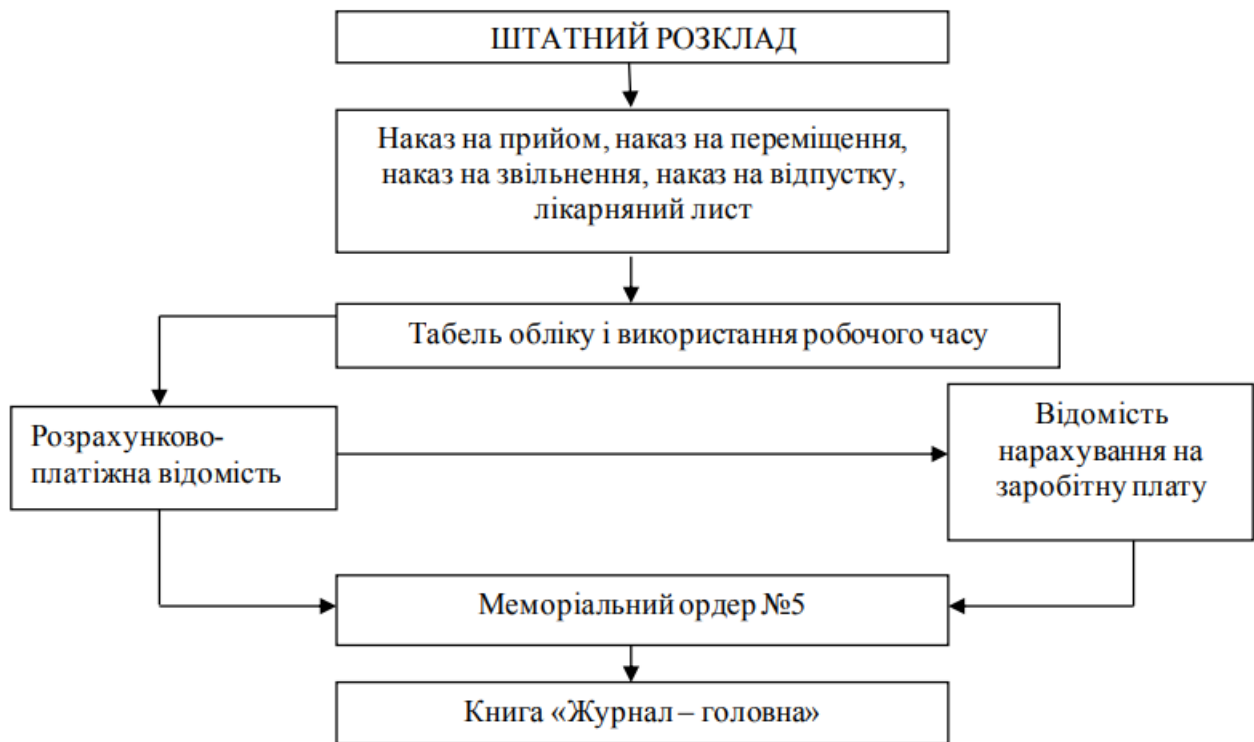 ШТАТНИЙ РОЗКЛАД
Наказ на прийом, наказ на переміщення,
наказ на звільнення, наказ на відпустку,
лікарняний лист
Табель обліку і використання робочого часу
Розрахунково-
платіжна відомість
Відомість
нарахування на
заробітну плату
Меморіальний ордер №5
Книга «Журнал – головна»